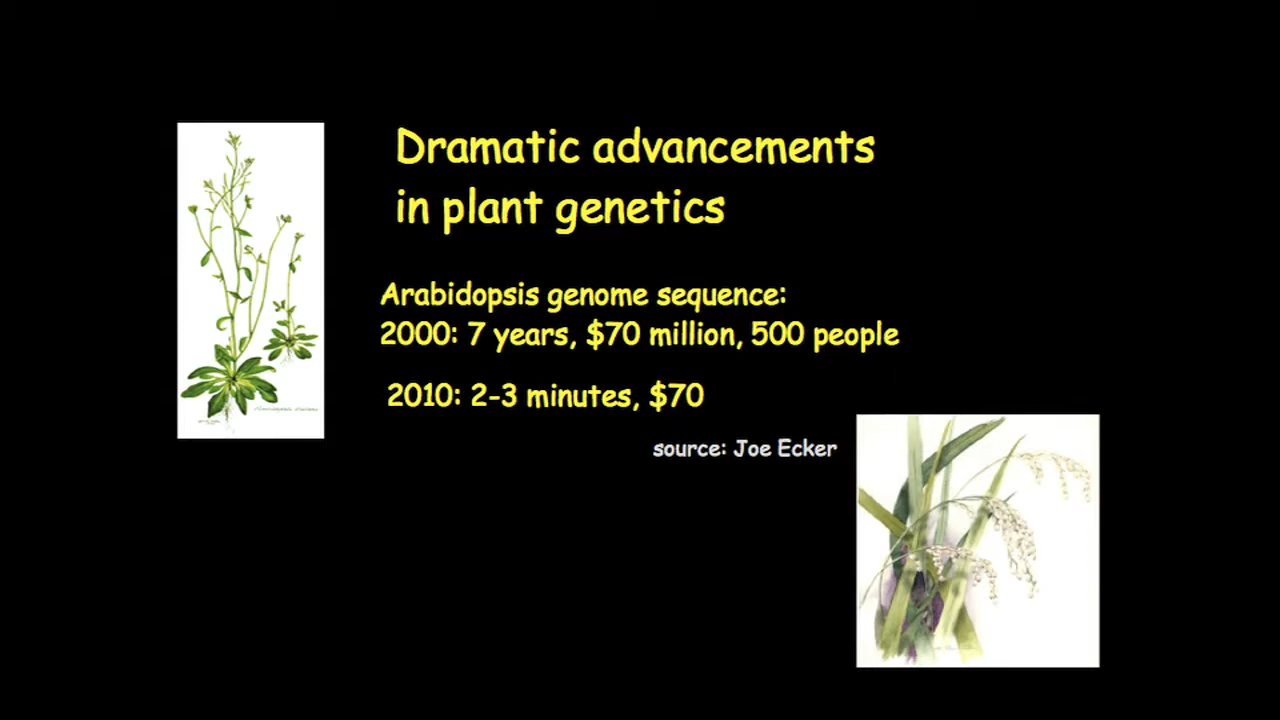 Dramatic advancements
in plant genetics
Arabidopsis genome sequence:
2000: 7 years, $70 million, 500 people
2010: 2-3 minutes, $70
source: Joe Ecker